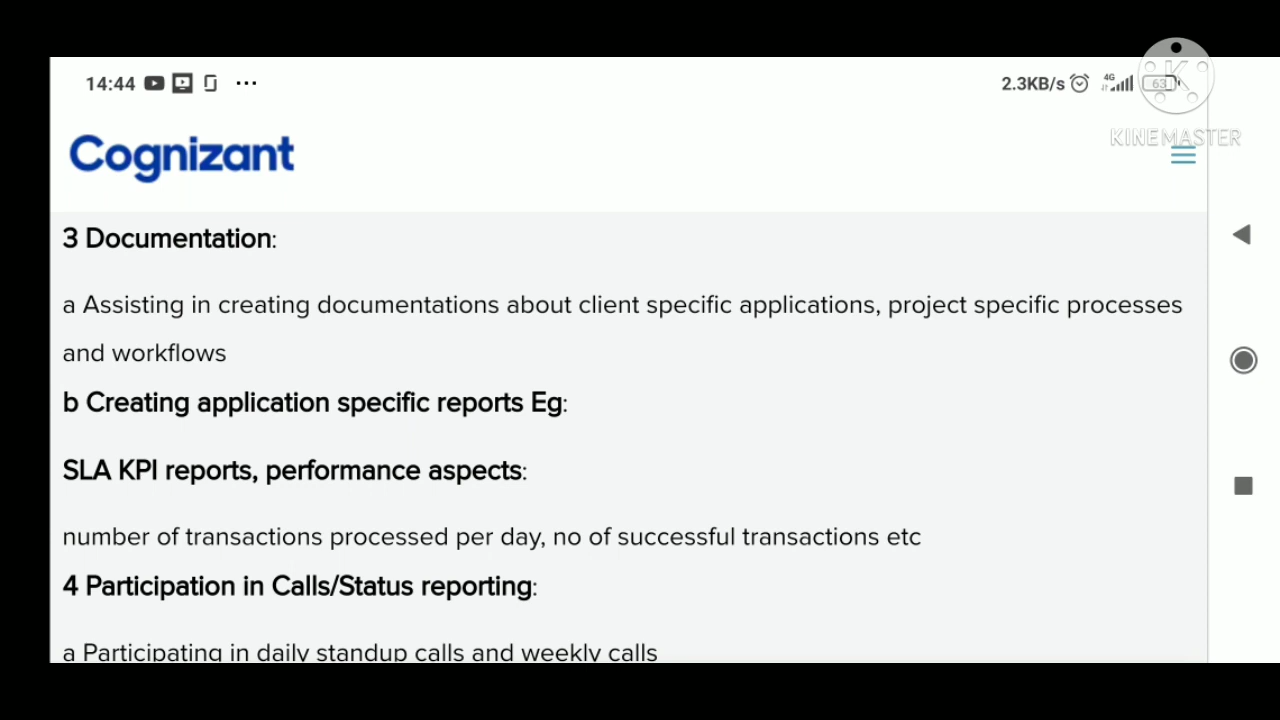 14:44 ...
2.3KB/s 4G 63
KINEMASTER
Cognizant
3 Documentation:
a Assisting in creating documentations about client specific applications, project specific processes
and workflows
b Creating application specific reports Eg:
SLA KPI reports, performance aspects:
number of transactions processed per day, no of successful transactions etc
4 Participation in Calls/Status reporting:
a Participating in daily standup calls and weekly calls